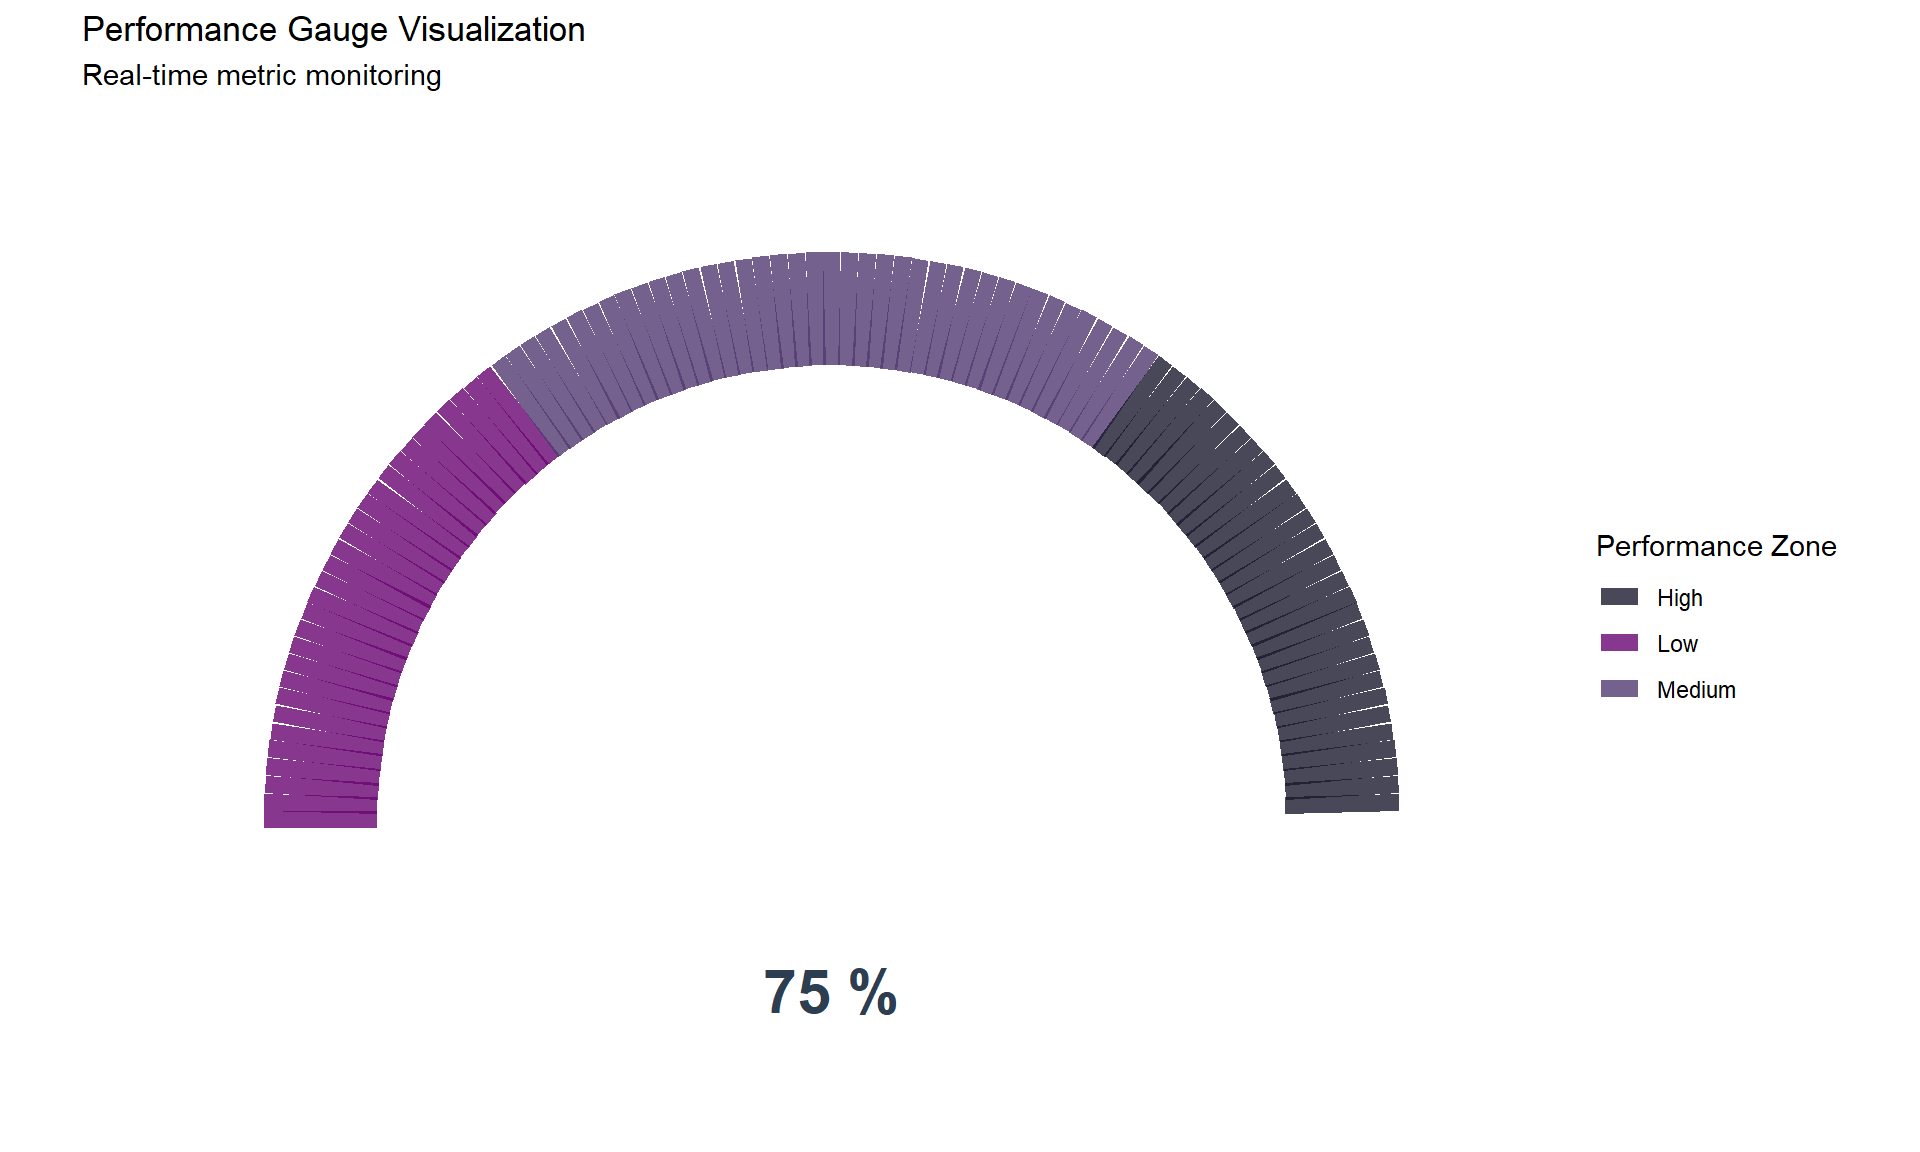 Performance Gauge Visualization
Real-time metric monitoring
Performance Zone
High
Low
Medium
75 %